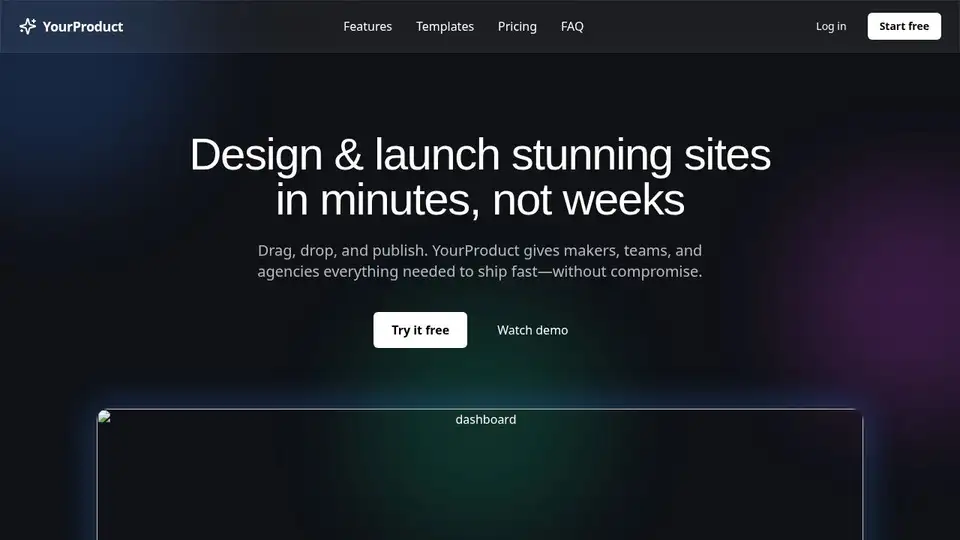 YourProduct
Features
Templates
Pricing
FAQ
Log in
Start free
Design & launch stunning sites
in minutes, not weeks
Drag, drop, and publish. YourProduct gives makers, teams, and
agencies everything needed to ship fast—without compromise.
Try it free
Watch demo
dashboard